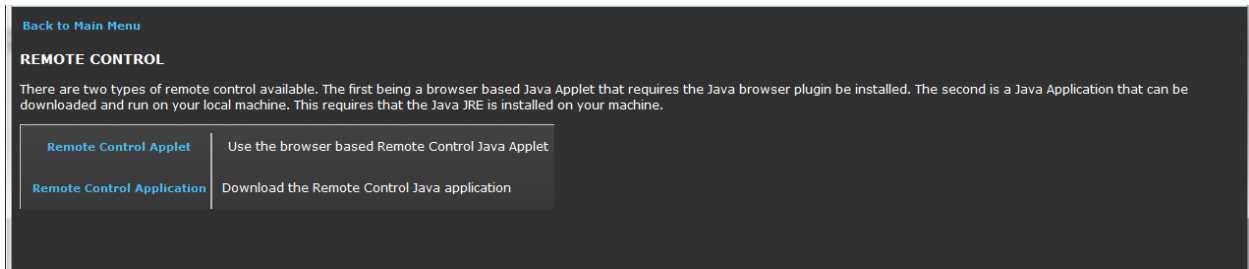 Back to Main Menu
REMOTE CONTROL
There are two types of remote control available. The first being a browser based Java Applet that requires the Java browser plugin be installed. The second is a Java Application that can be
downloaded and run on your local machine. This requires that the Java JRE is installed on your machine.
Remote Control Applet Use the browser based Remote Control Java Applet
Remote Control Application Download the Remote Control Java application